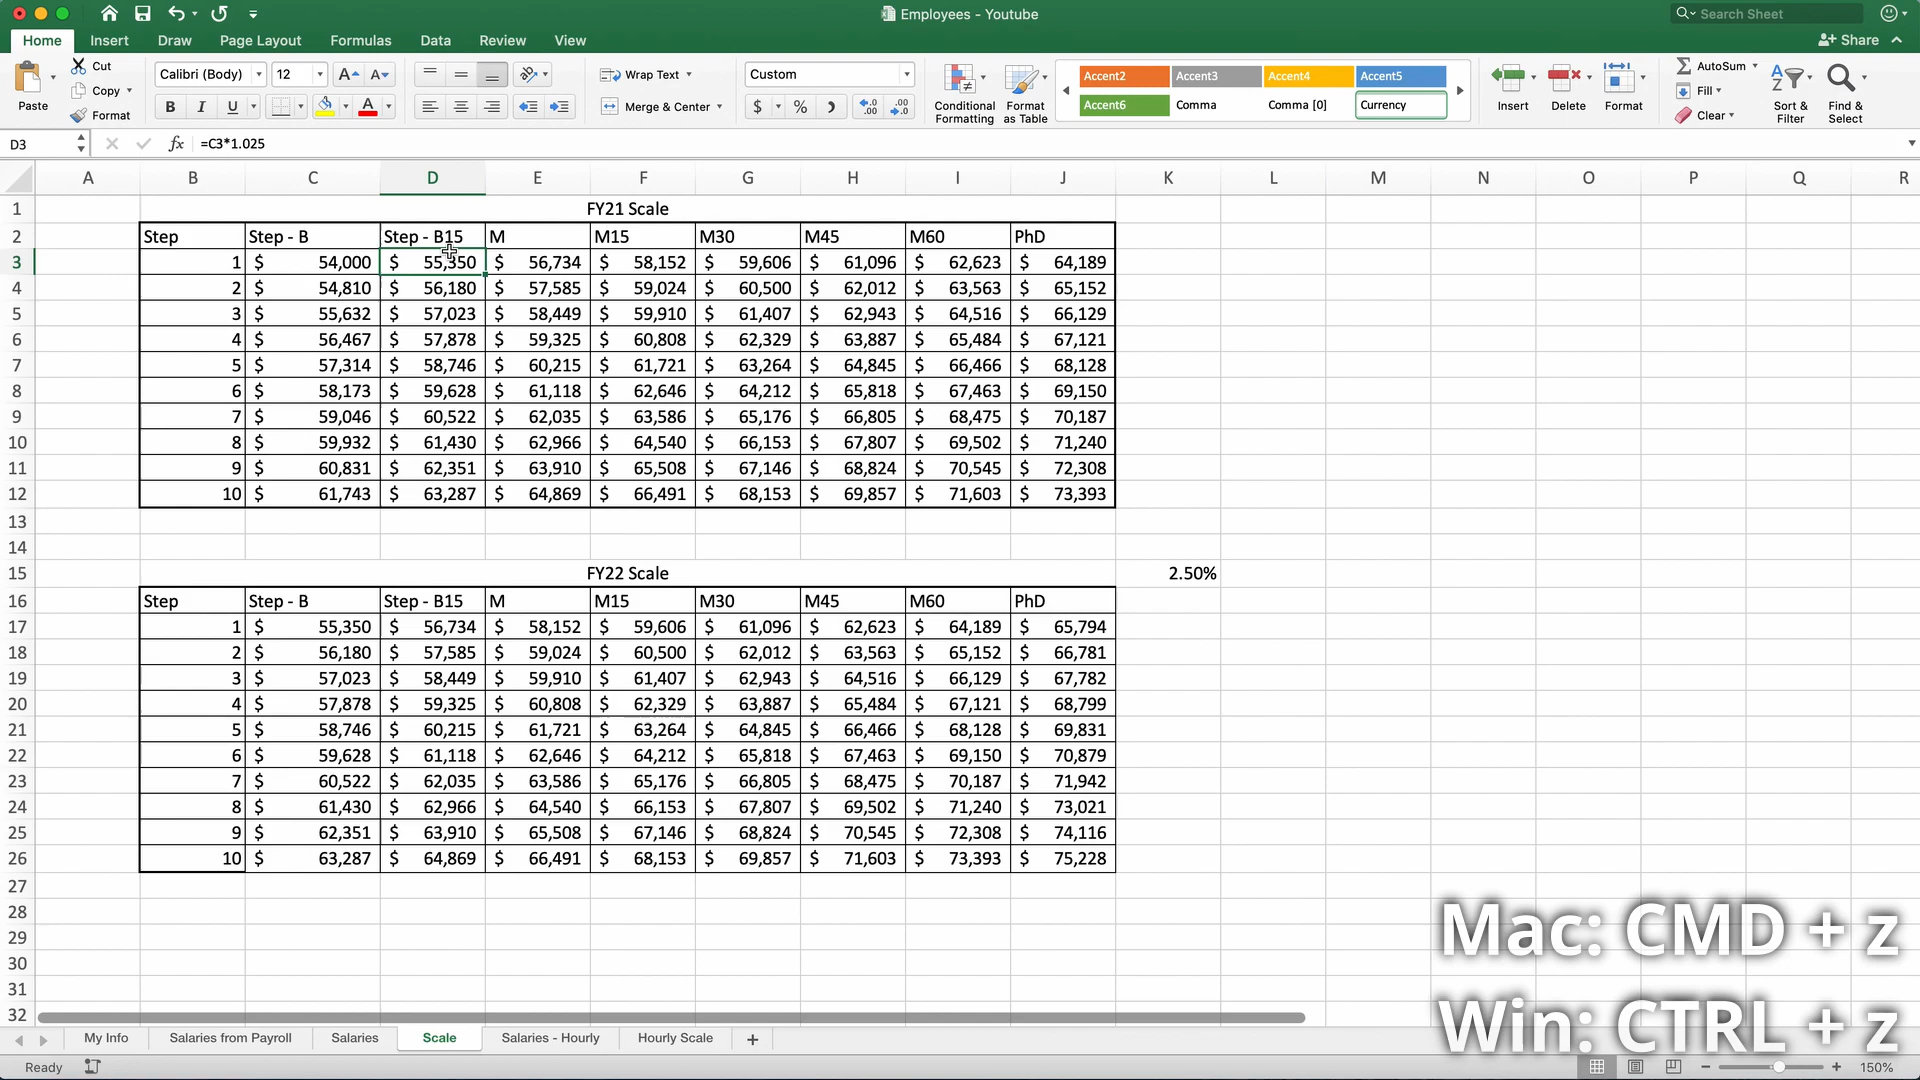 Employees - Youtube
Search Sheet
Home Insert Draw Page Layout Formulas Data Review View
Share
Paste
Cut
Copy
Format
Calibri (Body) 12
B I U
Wrap Text
Merge & Center
Custom
$ %
Conditional Formatting
Format as Table
Accent2 Accent3 Accent4 Accent5
Accent6 Comma Comma [0] Currency
Insert Delete Format
AutoSum
Fill
Clear
Sort & Filter
Find & Select
D3 fx =C3*1.025
A B C D E F G H I J K L M N O P Q R
1 FY21 Scale
2 Step Step - B Step - B15 M M15 M30 M45 M60 PhD
3 1 $ 54,000 $ 55,350 $ 56,734 $ 58,152 $ 59,606 $ 61,096 $ 62,623 $ 64,189
4 2 $ 54,810 $ 56,180 $ 57,585 $ 59,024 $ 60,500 $ 62,012 $ 63,563 $ 65,152
5 3 $ 55,632 $ 57,023 $ 58,449 $ 59,910 $ 61,407 $ 62,943 $ 64,516 $ 66,129
6 4 $ 56,467 $ 57,878 $ 59,325 $ 60,808 $ 62,329 $ 63,887 $ 65,484 $ 67,121
7 5 $ 57,314 $ 58,746 $ 60,215 $ 61,721 $ 63,264 $ 64,845 $ 66,466 $ 68,128
8 6 $ 58,173 $ 59,628 $ 61,118 $ 62,646 $ 64,212 $ 65,818 $ 67,463 $ 69,150
9 7 $ 59,046 $ 60,522 $ 62,035 $ 63,586 $ 65,176 $ 66,805 $ 68,475 $ 70,187
10 8 $ 59,932 $ 61,430 $ 62,966 $ 64,540 $ 66,153 $ 67,807 $ 69,502 $ 71,240
11 9 $ 60,831 $ 62,351 $ 63,910 $ 65,508 $ 67,146 $ 68,824 $ 70,545 $ 72,308
12 10 $ 61,743 $ 63,287 $ 64,869 $ 66,491 $ 68,153 $ 69,857 $ 71,603 $ 73,393
13
14
15 FY22 Scale 2.50%
16 Step Step - B Step - B15 M M15 M30 M45 M60 PhD
17 1 $ 55,350 $ 56,734 $ 58,152 $ 59,606 $ 61,096 $ 62,623 $ 64,189 $ 65,794
18 2 $ 56,180 $ 57,585 $ 59,024 $ 60,500 $ 62,012 $ 63,563 $ 65,152 $ 66,781
19 3 $ 57,023 $ 58,449 $ 59,910 $ 61,407 $ 62,943 $ 64,516 $ 66,129 $ 67,782
20 4 $ 57,878 $ 59,325 $ 60,808 $ 62,329 $ 63,887 $ 65,484 $ 67,121 $ 68,799
21 5 $ 58,746 $ 60,215 $ 61,721 $ 63,264 $ 64,845 $ 66,466 $ 68,128 $ 69,831
22 6 $ 59,628 $ 61,118 $ 62,646 $ 64,212 $ 65,818 $ 67,463 $ 69,150 $ 70,879
23 7 $ 60,522 $ 62,035 $ 63,586 $ 65,176 $ 66,805 $ 68,475 $ 70,187 $ 71,942
24 8 $ 61,430 $ 62,966 $ 64,540 $ 66,153 $ 67,807 $ 69,502 $ 71,240 $ 73,021
25 9 $ 62,351 $ 63,910 $ 65,508 $ 67,146 $ 68,824 $ 70,545 $ 72,308 $ 74,116
26 10 $ 63,287 $ 64,869 $ 66,491 $ 68,153 $ 69,857 $ 71,603 $ 73,393 $ 75,228
27
28
29
30
31
32
Mac: CMD + z
Win: CTRL + z
My Info Salaries from Payroll Salaries Scale Salaries - Hourly Hourly Scale +
Ready
150%